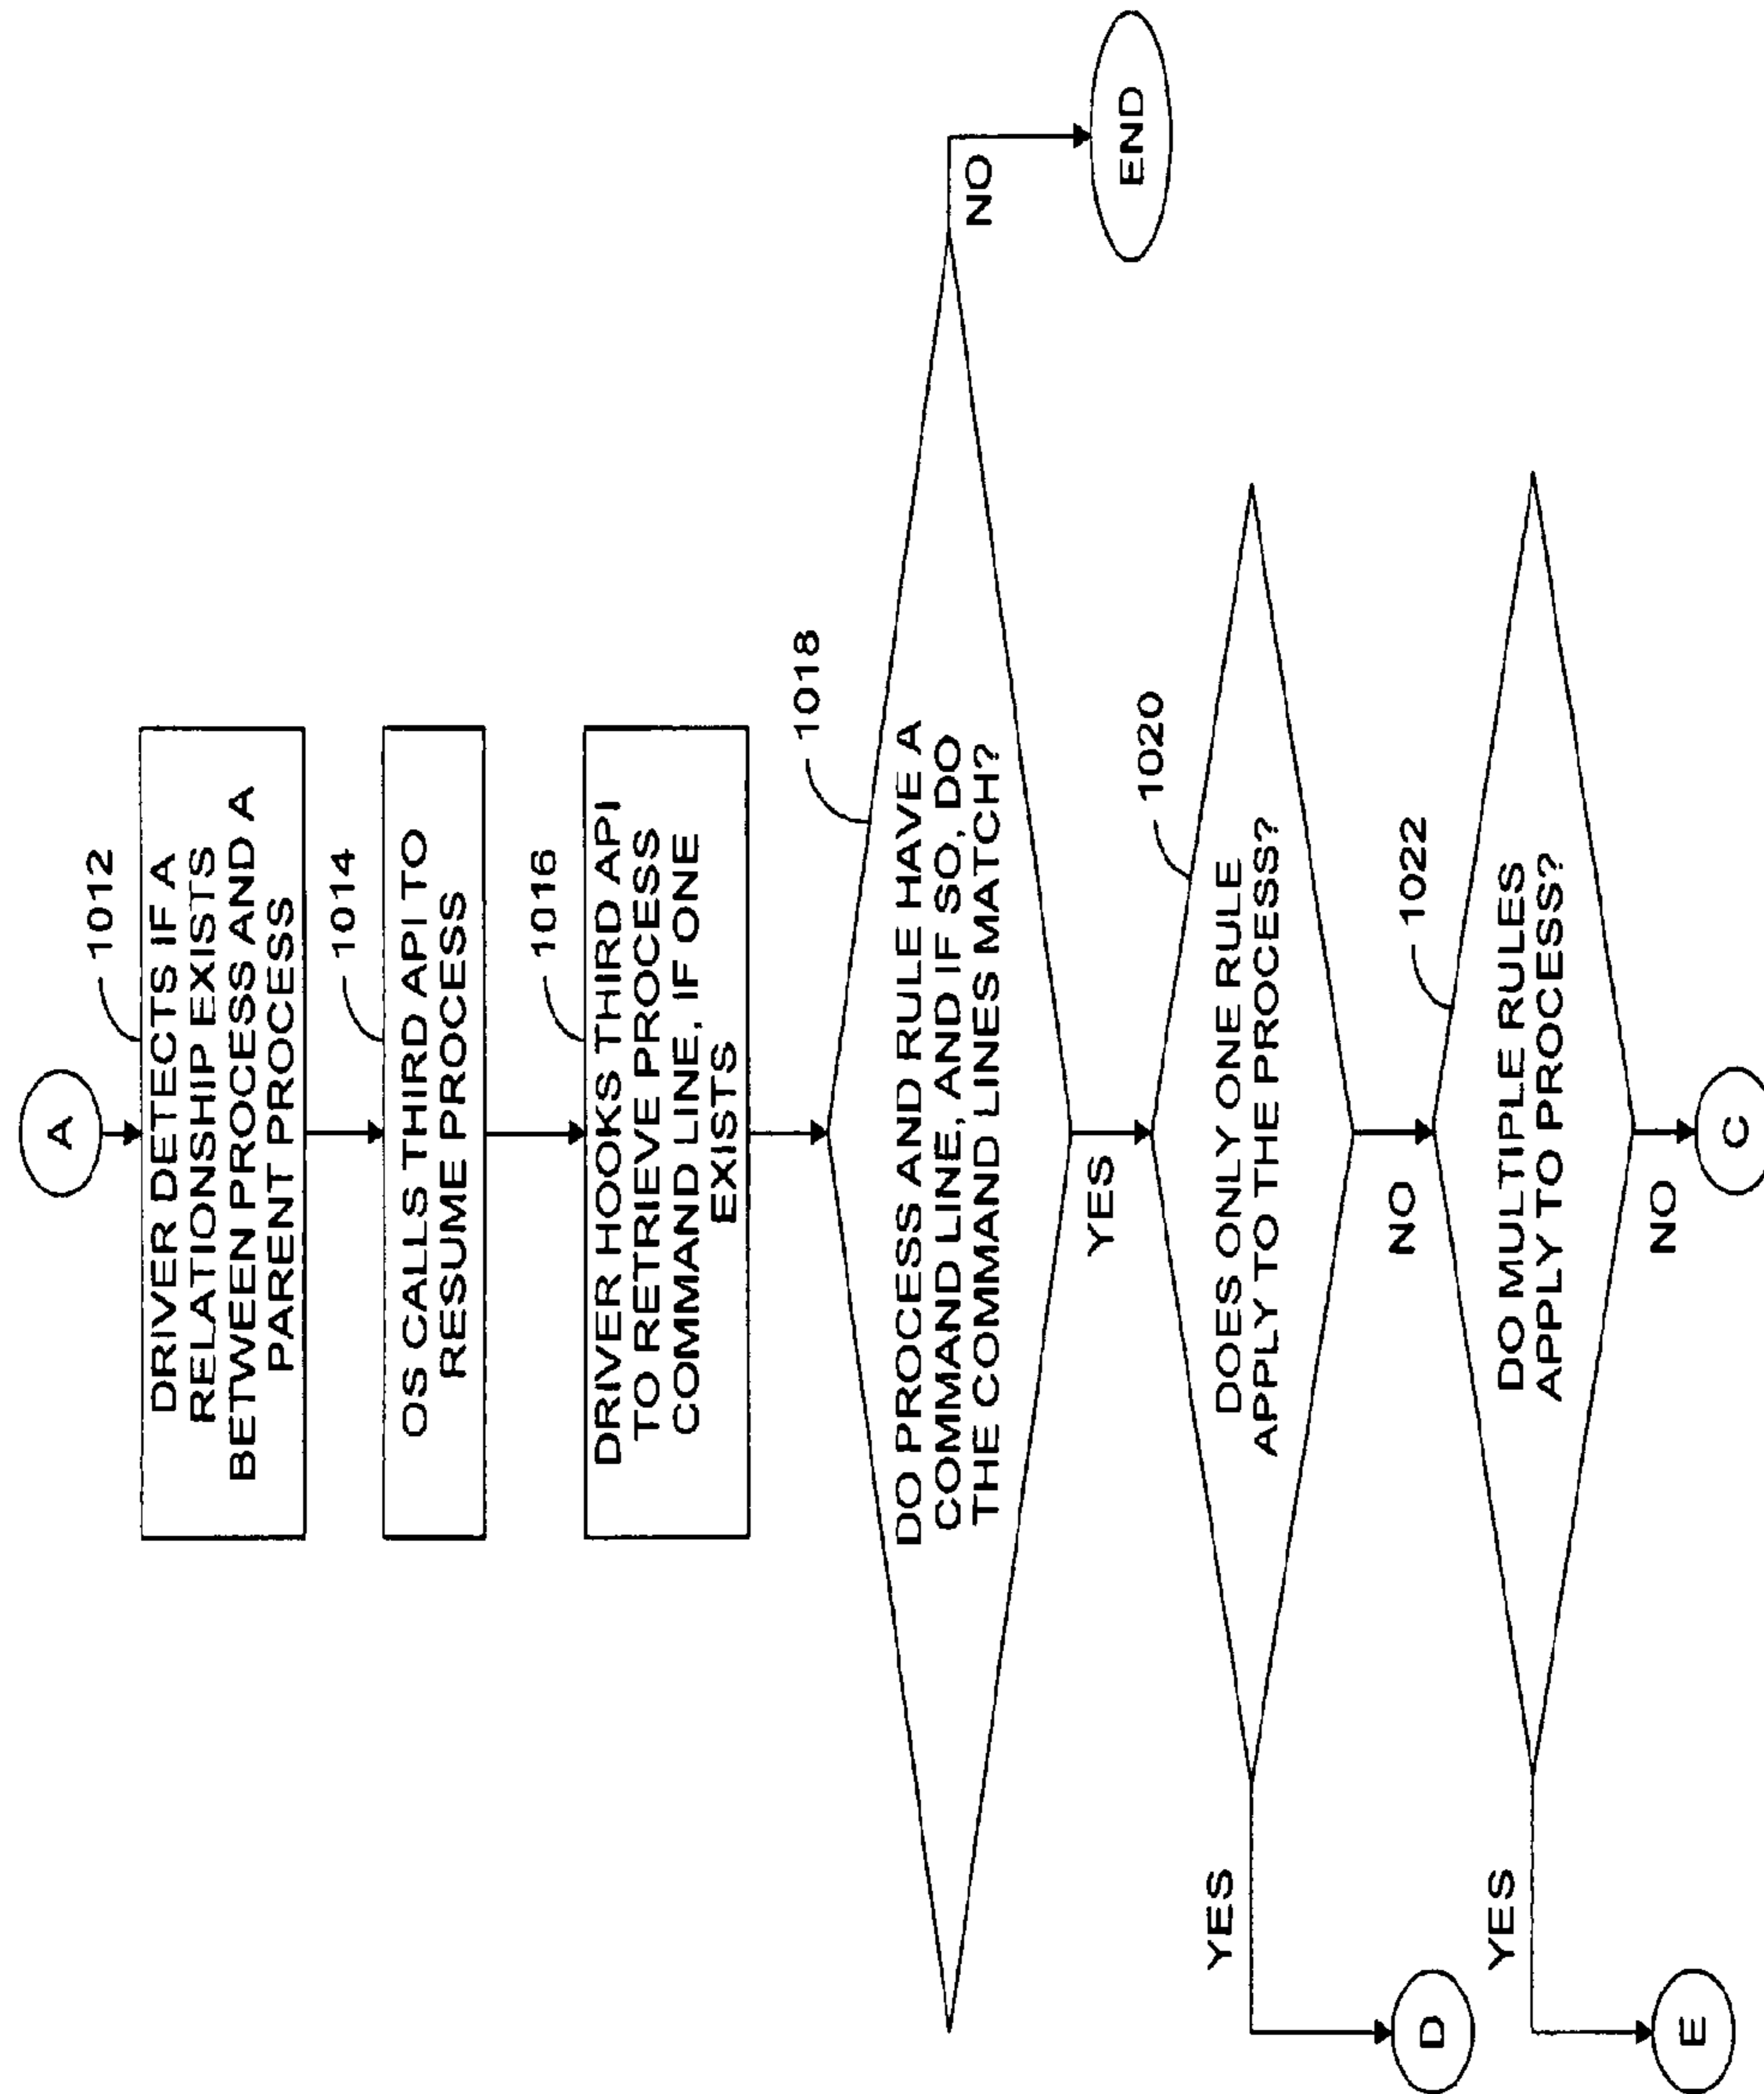 A
1012
DRIVER DETECTS IF A
RELATIONSHIP EXISTS
BETWEEN PROCESS AND A
PARENT PROCESS
1014
OS CALLS THIRD API TO
RESUME PROCESS
1016
DRIVER HOOKS THIRD API
TO RETRIEVE PROCESS
COMMAND LINE, IF ONE
EXISTS
1018
DO PROCESS AND RULE HAVE A
COMMAND LINE, AND IF SO, DO
THE COMMAND LINES MATCH?
NO
END
YES
1020
DOES ONLY ONE RULE
APPLY TO THE PROCESS?
YES
D
NO
1022
DO MULTIPLE RULES
APPLY TO PROCESS?
YES
E
NO
C